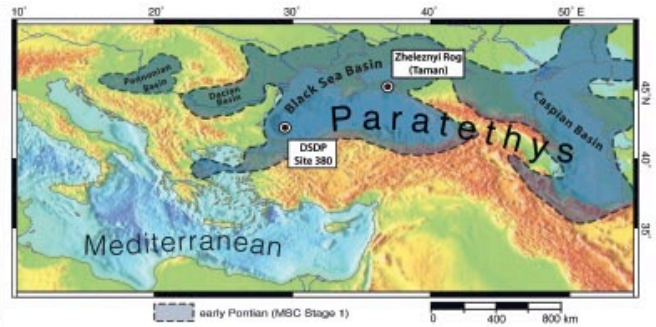 10° 20° 30° 40° 50° E
Zheleznyi Rog
(Taman)
Pannonian
Basin
Dacian
Basin
Black Sea Basin
Caspian Basin
Paratethys
DSDP
Site 380
Mediterranean
45°N
40°
35°
early Pontian (MSC Stage 1)
0 400 800 km